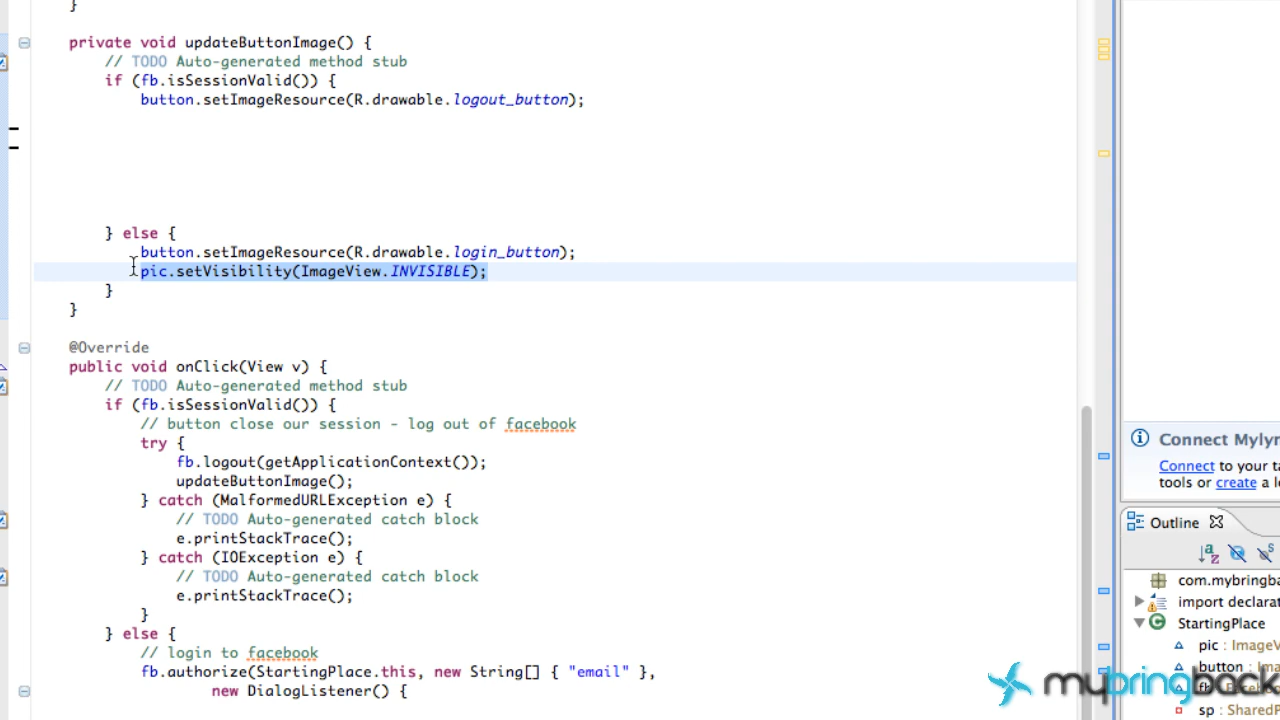 }
private void updateButtonImage() {
// TODO Auto-generated method stub
if (fb.isSessionValid()) {
button.setImageResource(R.drawable.logout_button);
} else {
button.setImageResource(R.drawable.login_button);
pic.setVisibility(ImageView.INVISIBLE);
}
}
@Override
public void onClick(View v) {
// TODO Auto-generated method stub
if (fb.isSessionValid()) {
// button close our session - log out of facebook
try {
fb.logout(getApplicationContext());
updateButtonImage();
} catch (MalformedURLException e) {
// TODO Auto-generated catch block
e.printStackTrace();
} catch (IOException e) {
// TODO Auto-generated catch block
e.printStackTrace();
}
} else {
// login to facebook
fb.authorize(StartingPlace.this, new String[] { "email" },
new DialogListener() {
Connect Mylyn
Connect to your ta
tools or create a l
Outline
com.mybringba
import declarat
StartingPlace
pic : ImageV
button : Ima
sp : SharedP
mybringback